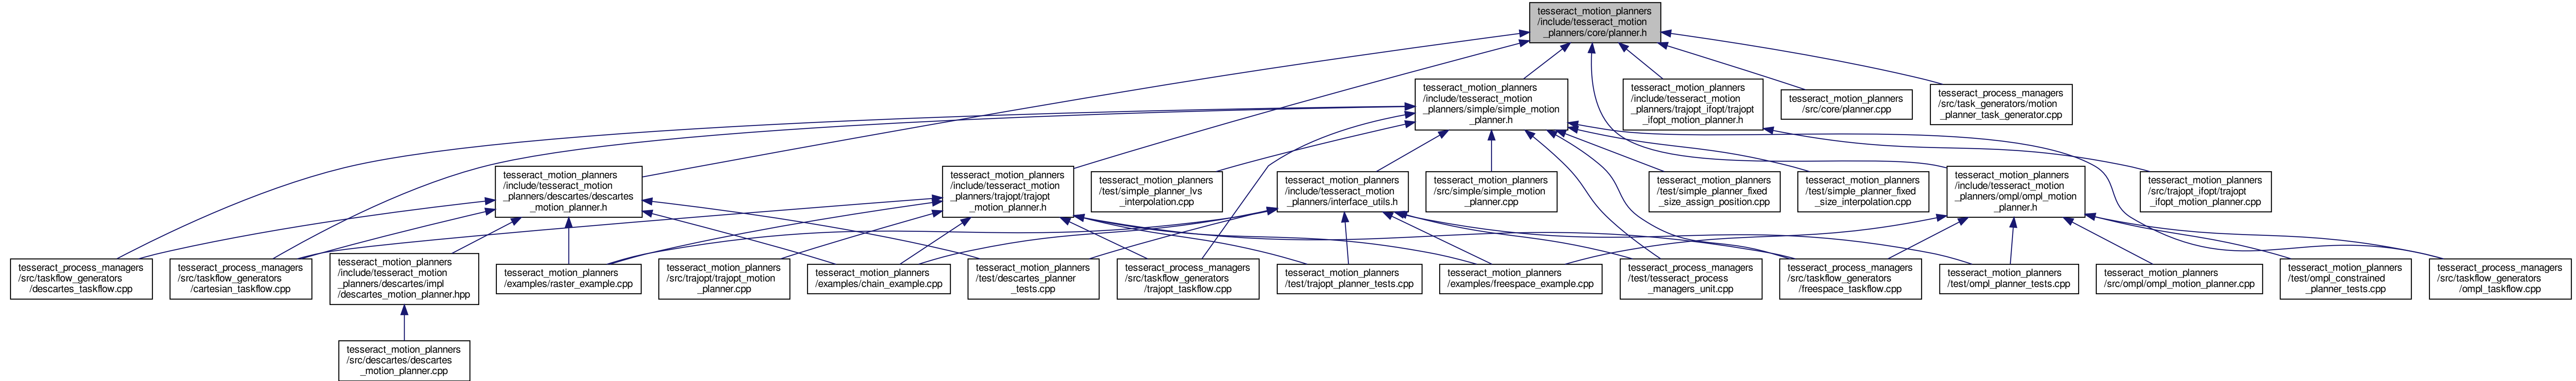 tesseract_motion_planners
/include/tesseract_motion
_planners/core/planner.h
tesseract_motion_planners
/include/tesseract_motion
_planners/simple/simple_motion
_planner.h
tesseract_motion_planners
/include/tesseract_motion
_planners/trajopt_ifopt/trajopt
_ifopt_motion_planner.h
tesseract_motion_planners
/src/core/planner.cpp
tesseract_process_managers
/src/task_generators/motion
_planner_task_generator.cpp
tesseract_motion_planners
/include/tesseract_motion
_planners/descartes/descartes
_motion_planner.h
tesseract_motion_planners
/include/tesseract_motion
_planners/trajopt/trajopt
_motion_planner.h
tesseract_motion_planners
/test/simple_planner_lvs
_interpolation.cpp
tesseract_motion_planners
/include/tesseract_motion
_planners/interface_utils.h
tesseract_motion_planners
/src/simple/simple_motion
_planner.cpp
tesseract_motion_planners
/test/simple_planner_fixed
_size_assign_position.cpp
tesseract_motion_planners
/test/simple_planner_fixed
_size_interpolation.cpp
tesseract_motion_planners
/include/tesseract_motion
_planners/ompl/ompl_motion
_planner.h
tesseract_motion_planners
/src/trajopt_ifopt/trajopt
_ifopt_motion_planner.cpp
tesseract_process_managers
/src/taskflow_generators
/descartes_taskflow.cpp
tesseract_process_managers
/src/taskflow_generators
/cartesian_taskflow.cpp
tesseract_motion_planners
/include/tesseract_motion
_planners/descartes/impl
/descartes_motion_planner.hpp
tesseract_motion_planners
/examples/raster_example.cpp
tesseract_motion_planners
/src/trajopt/trajopt_motion
_planner.cpp
tesseract_motion_planners
/examples/chain_example.cpp
tesseract_motion_planners
/test/descartes_planner
_tests.cpp
tesseract_process_managers
/src/taskflow_generators
/trajopt_taskflow.cpp
tesseract_motion_planners
/test/trajopt_planner_tests.cpp
tesseract_motion_planners
/examples/freespace_example.cpp
tesseract_process_managers
/test/tesseract_process
_managers_unit.cpp
tesseract_process_managers
/src/taskflow_generators
/freespace_taskflow.cpp
tesseract_motion_planners
/test/ompl_planner_tests.cpp
tesseract_motion_planners
/src/ompl/ompl_motion_planner.cpp
tesseract_motion_planners
/test/ompl_constrained
_planner_tests.cpp
tesseract_process_managers
/src/taskflow_generators
/ompl_taskflow.cpp
tesseract_motion_planners
/src/descartes/descartes
_motion_planner.cpp